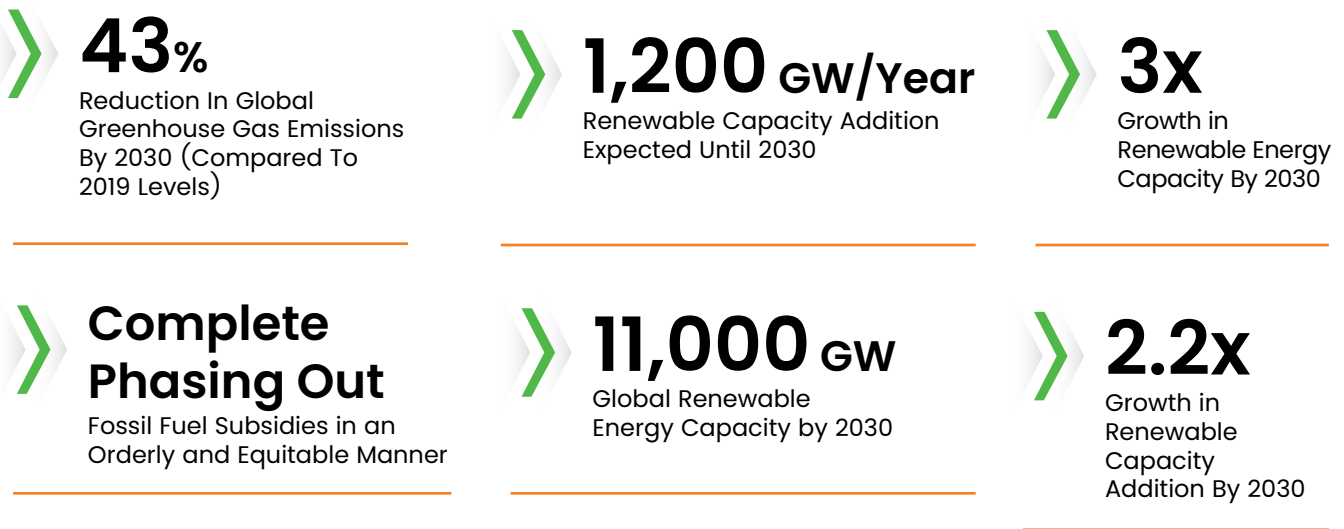 43%
Reduction In Global
Greenhouse Gas Emissions
By 2030 (Compared To
2019 Levels)
1,200 GW/Year
Renewable Capacity Addition
Expected Until 2030
3x
Growth in
Renewable Energy
Capacity By 2030
Complete
Phasing Out
Fossil Fuel Subsidies in an
Orderly and Equitable Manner
11,000 GW
Global Renewable
Energy Capacity by 2030
2.2x
Growth in
Renewable
Capacity
Addition By 2030